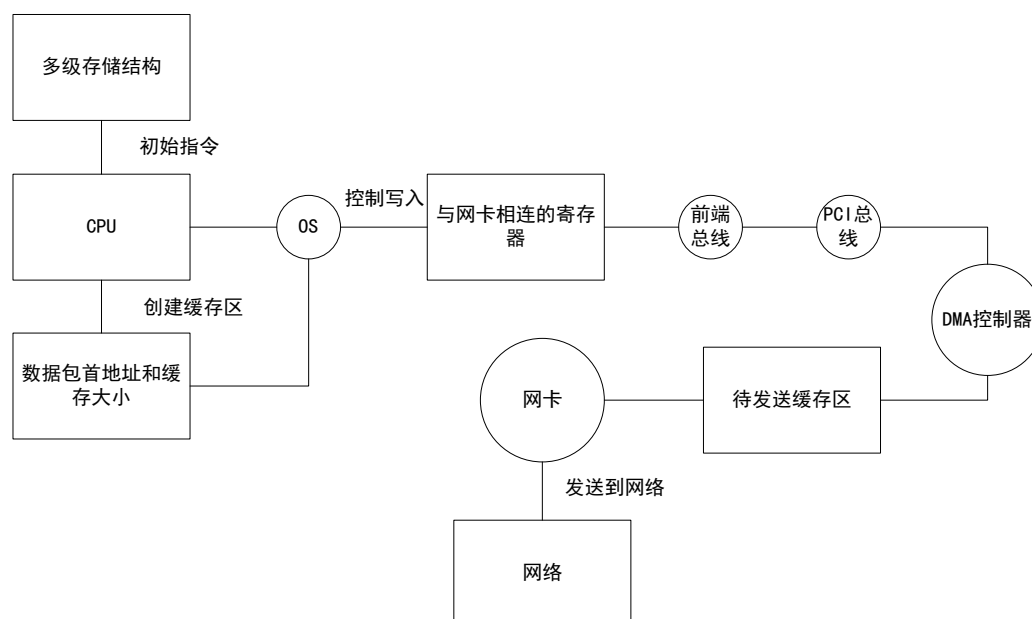 多级存储结构
初始指令
CPU
OS
控制写入
与网卡相连的寄存
器
前端
总线
PCI总
线
创建缓存区
数据包首地址和缓
存大小
DMA控制器
网卡
待发送缓存区
发送到网络
网络